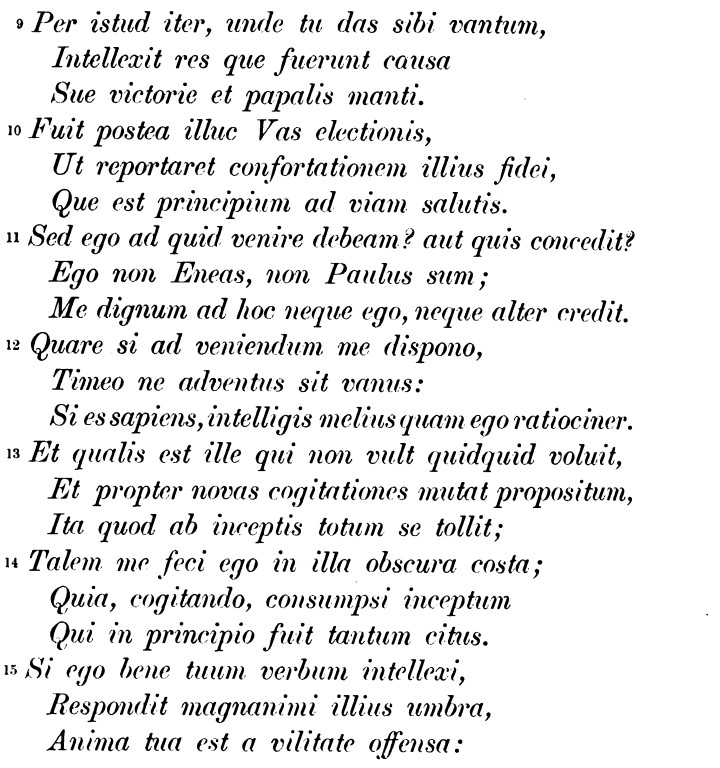 9 Per istud iter, unde tu das sibi vantum,
Intellexit res que fuerunt causa
Sue victorie et papalis manti.
10 Fuit postea illuc Vas electionis,
Ut reportaret confortationem illius fidei,
Que est principium ad viam salutis.
11 Sed ego ad quid venire debeam? aut quis concedit?
Ego non Eneas, non Paulus sum;
Me dignum ad hoc neque ego, neque alter credit.
12 Quare si ad veniendum me dispono,
Timeo ne adventus sit vanus:
Si es sapiens, intelligis melius quam ego ratiociner.
13 Et qualis est ille qui non vult quidquid voluit,
Et propter novas cogitationes mutat propositum,
Ita quod ab inceptis totum se tollit;
14 Talem me feci ego in illa obscura costa;
Quia, cogitando, consumpsi inceptum
Qui in principio fuit tantum citus.
15 Si ego bene tuum verbum intellexi,
Respondit magnanimi illius umbra,
Anima tua est a vilitate offensa: